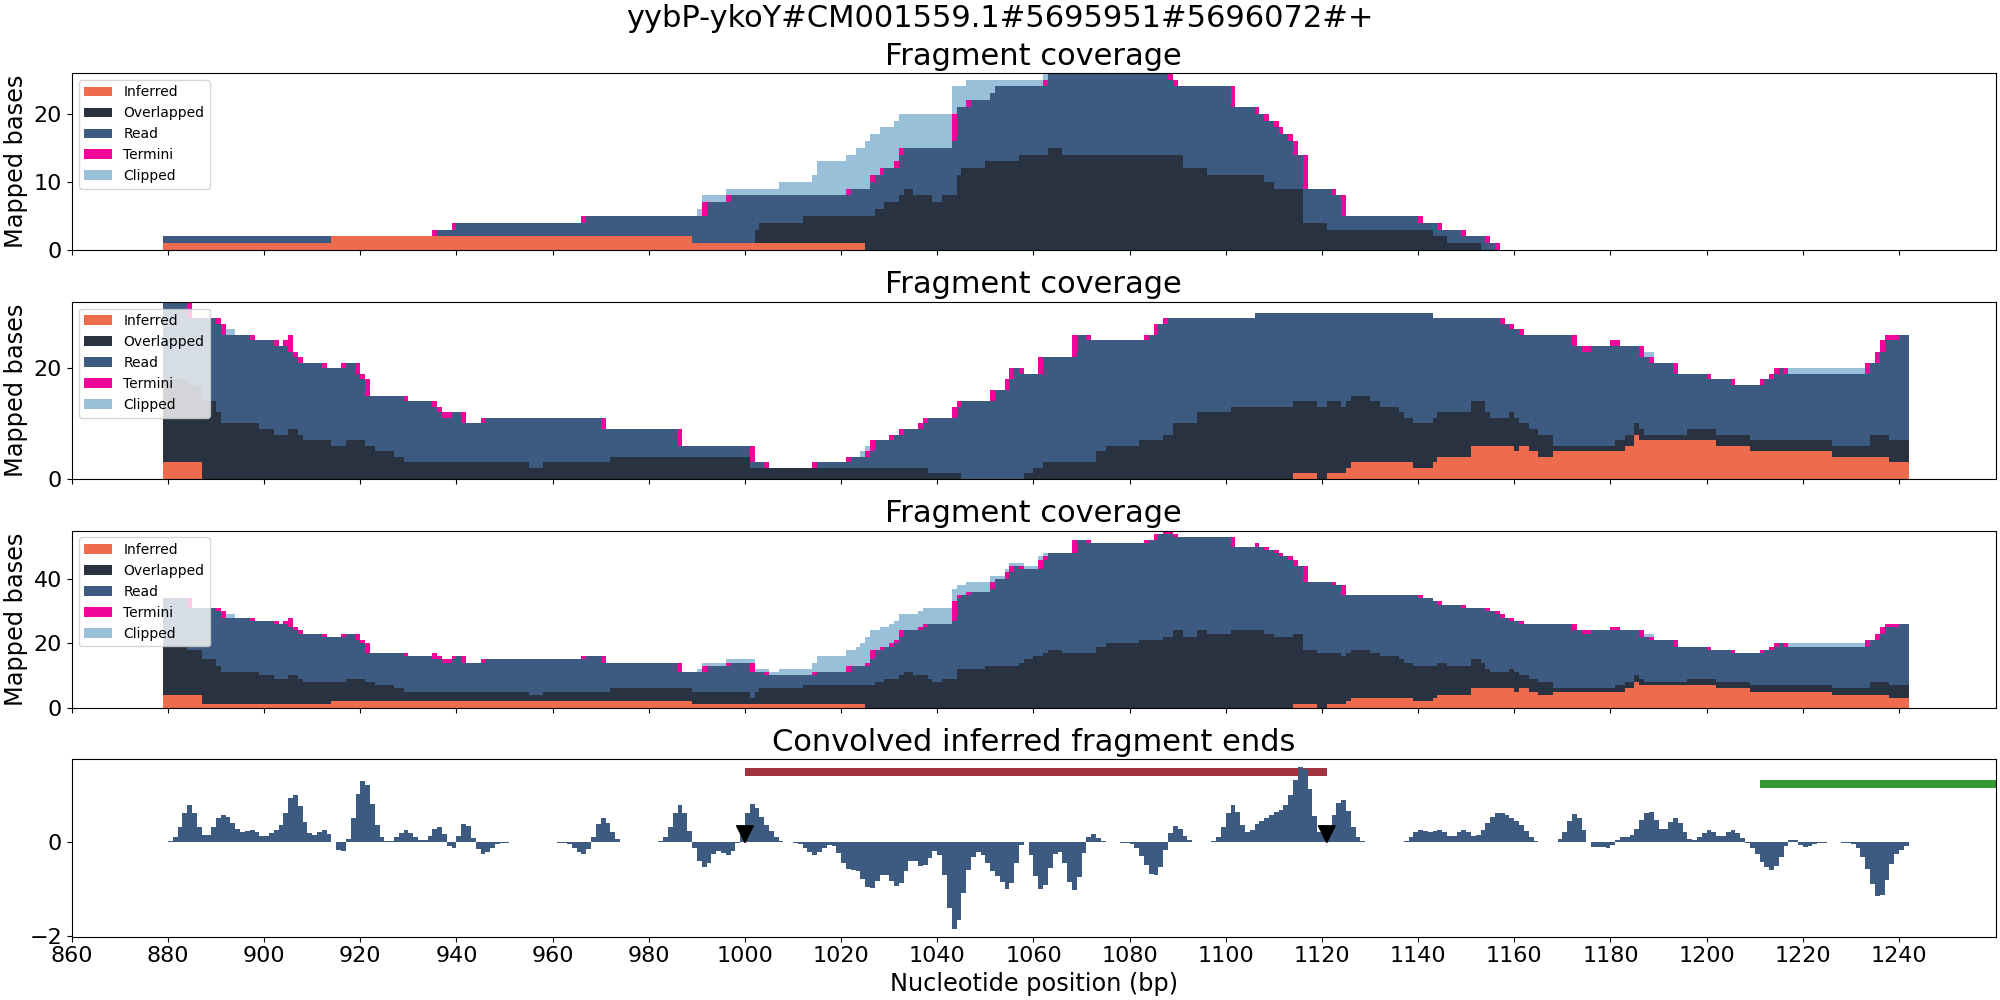 yybP-ykoY#CM001559.1#5695951#5696072#+
Fragment coverage
Mapped bases
20
10
0
Inferred
Overlapped
Read
Termini
Clipped
Fragment coverage
Mapped bases
20
0
Inferred
Overlapped
Read
Termini
Clipped
Fragment coverage
Mapped bases
40
20
0
Inferred
Overlapped
Read
Termini
Clipped
Convolved inferred fragment ends
0
−2
860 880 900 920 940 960 980 1000 1020 1040 1060 1080 1100 1120 1140 1160 1180 1200 1220 1240
Nucleotide position (bp)